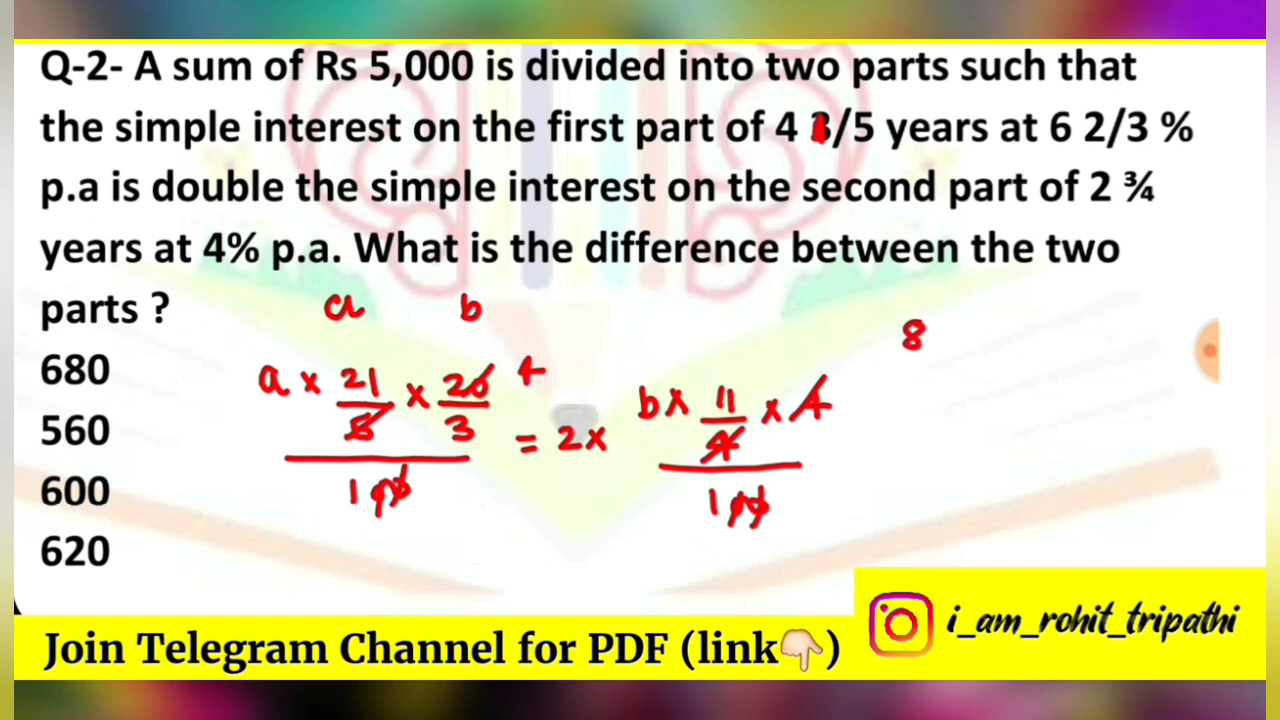 Q-2- A sum of Rs 5,000 is divided into two parts such that
the simple interest on the first part of 4 1/5 years at 6 2/3 %
p.a is double the simple interest on the second part of 2 ¾
years at 4% p.a. What is the difference between the two
parts ?
a b
8
680
a × 21/5 × 20/3 4
b × 11/4 × 4
560
= 2 ×
600
100
100
620
i_am_rohit_tripathi
Join Telegram Channel for PDF (link👇🏻)